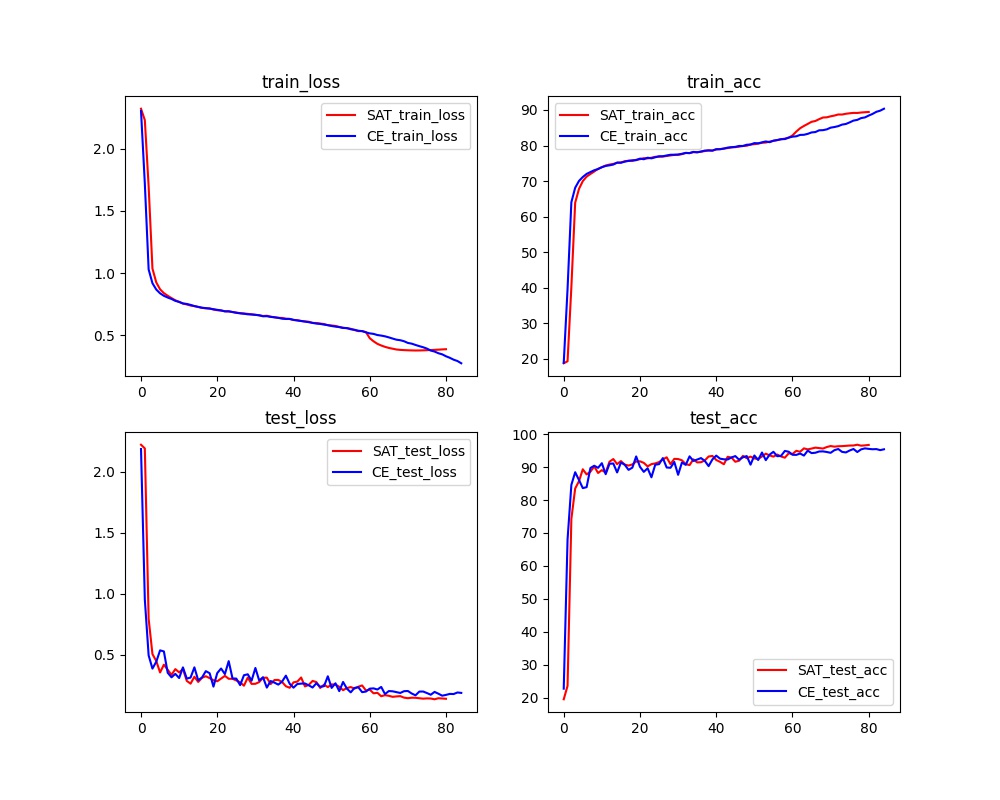 train_loss
SAT_train_loss
CE_train_loss
2.0
1.5
1.0
0.5
0 20 40 60 80
train_acc
SAT_train_acc
CE_train_acc
90
80
70
60
50
40
30
20
0 20 40 60 80
test_loss
SAT_test_loss
CE_test_loss
2.0
1.5
1.0
0.5
0 20 40 60 80
test_acc
100
90
80
70
60
50
40
30
20
SAT_test_acc
CE_test_acc
0 20 40 60 80